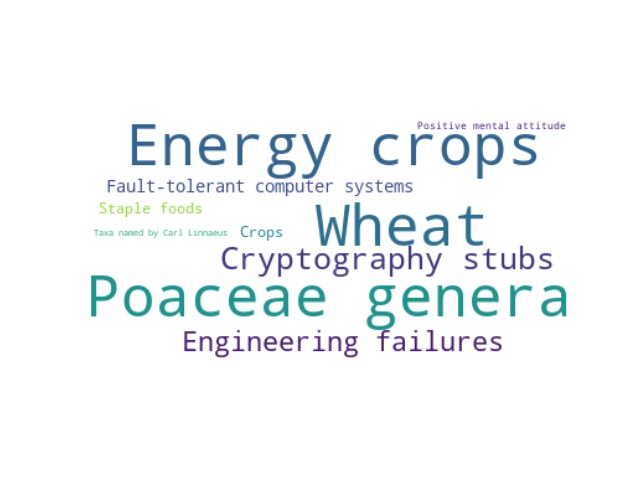 Positive mental attitude
Energy crops
Fault-tolerant computer systems
Staple foods
Wheat
Taxa named by Carl Linnaeus
Crops
Cryptography stubs
Poaceae genera
Engineering failures